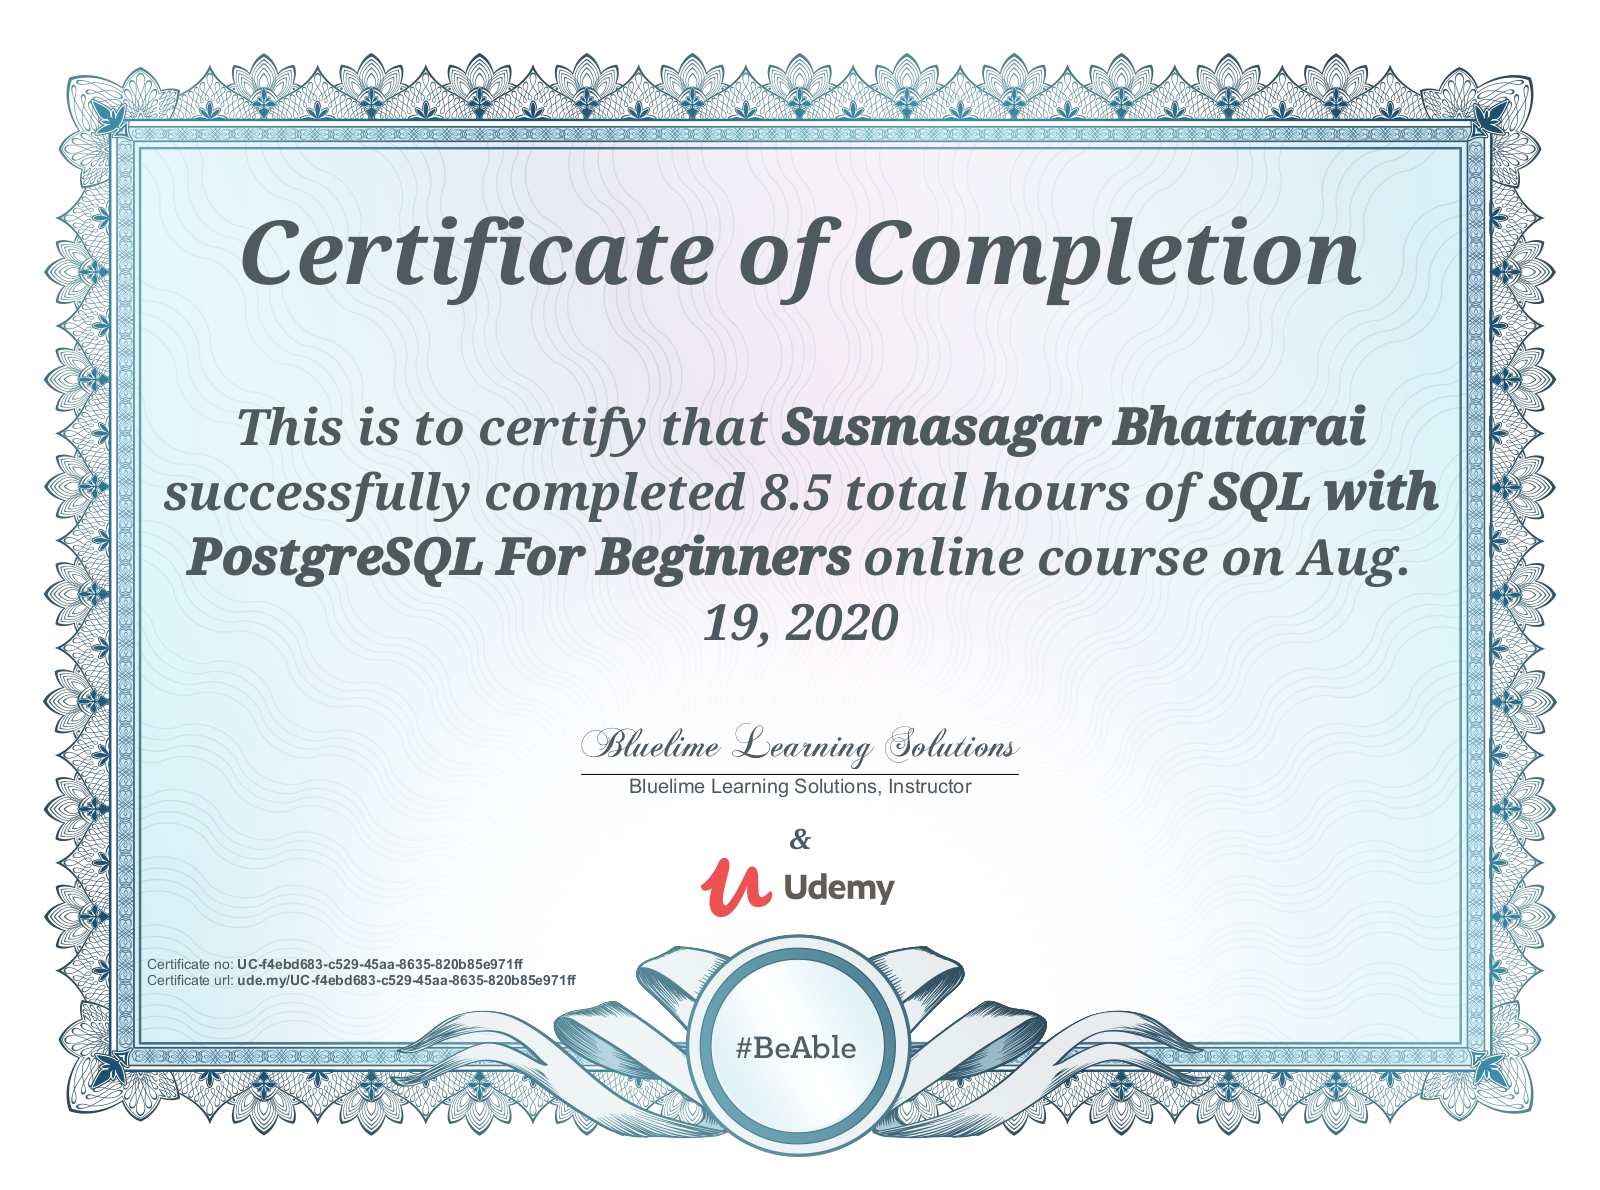 Certificate of Completion
This is to certify that Susmasagar Bhattarai
successfully completed 8.5 total hours of SQL with
PostgreSQL For Beginners online course on Aug.
19, 2020
Bluelime Learning Solutions
Bluelime Learning Solutions, Instructor
&
Udemy
Certificate no: UC-f4ebd683-c529-45aa-8635-820b85e971ff
Certificate url: ude.my/UC-f4ebd683-c529-45aa-8635-820b85e971ff
#BeAble